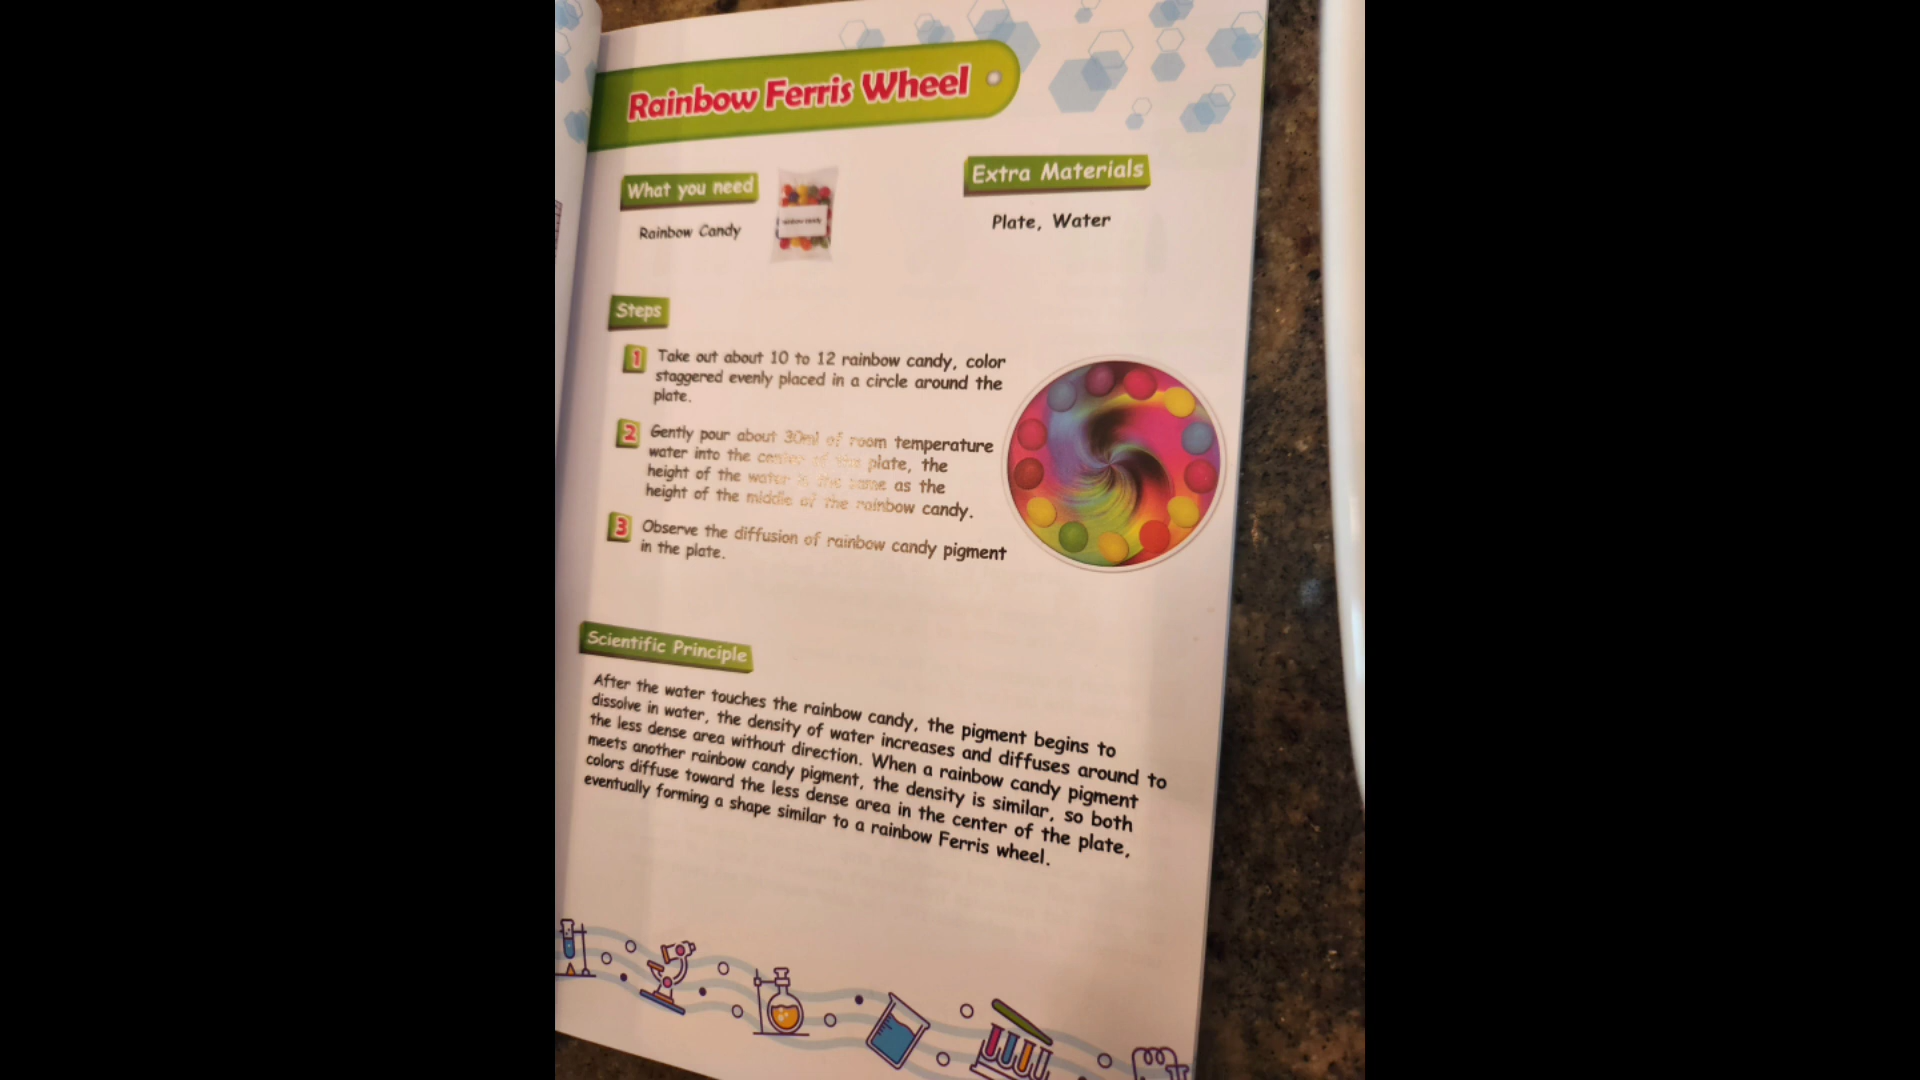 Rainbow Ferris Wheel
What you need
Extra Materials
Rainbow Candy
Plate, Water
Steps
1 Take out about 10 to 12 rainbow candy, color
staggered evenly placed in a circle around the
plate.
2 Gently pour about 30ml of room temperature
water into the center of the plate, the
height of the water is the same as the
height of the middle of the rainbow candy.
3 Observe the diffusion of rainbow candy pigment
in the plate.
Scientific Principle
After the water touches the rainbow candy, the pigment begins to
dissolve in water, the density of water increases and diffuses around to
the less dense area without direction. When a rainbow candy pigment
meets another rainbow candy pigment, the density is similar, so both
colors diffuse toward the less dense area in the center of the plate,
eventually forming a shape similar to a rainbow Ferris wheel.